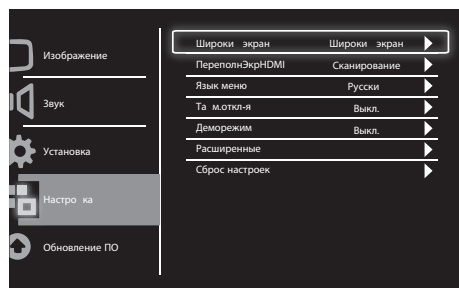 Изображение
Звук
Установка
Настро ка
Обновление ПО
Широки экран Широки экран
ПереполнЭкрHDMI Сканирование
Язык меню Русски
Та м.откл-я Выкл.
Деморежим Выкл.
Расширенные
Сброс настроек